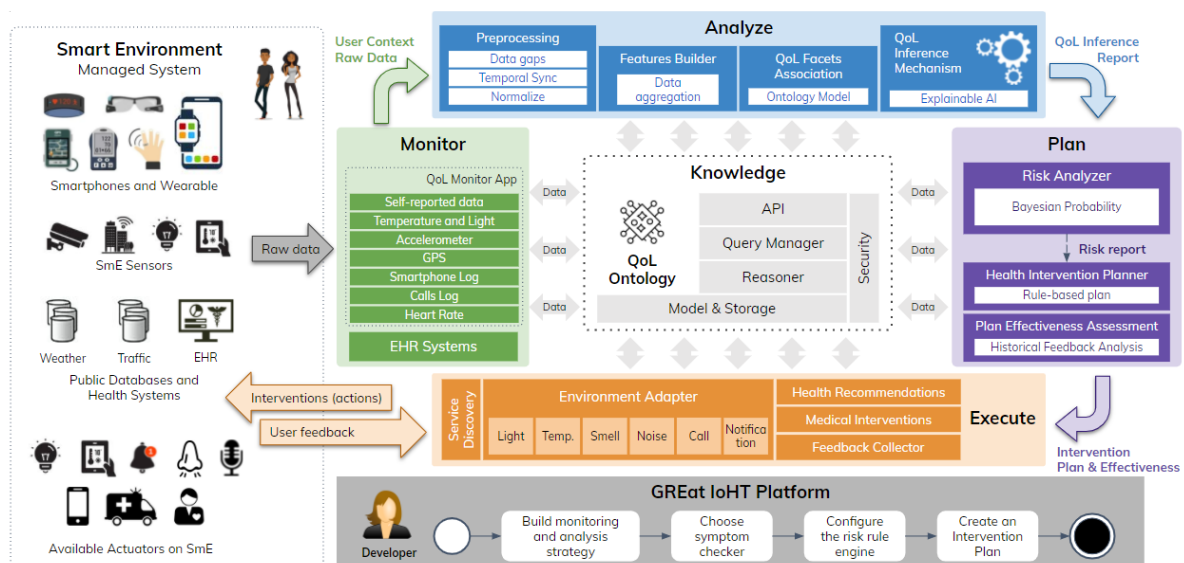 Smart Environment
Managed System
Smartphones and Wearable
SmE Sensors
Weather
Traffic
EHR
Public Databases and
Health Systems
Available Actuators on SmE
Raw data
Interventions (actions)
User feedback
User Context
Raw Data
Monitor
QoL Monitor App
Self-reported data
Temperature and Light
Accelerometer
GPS
Smartphone Log
Calls Log
Heart Rate
EHR Systems
Analyze
Preprocessing
Data gaps
Temporal Sync
Normalize
Features Builder
Data
aggregation
QoL Facets
Association
Ontology Model
QoL
Inference
Mechanism
Explainable AI
QoL Inference
Report
Data
Data
Data
Knowledge
QoL
Ontology
API
Query Manager
Reasoner
Model & Storage
Security
Data
Data
Data
Plan
Risk Analyzer
Bayesian Probability
Risk report
Health Intervention Planner
Rule-based plan
Plan Effectiveness Assessment
Historical Feedback Analysis
Intervention
Plan & Effectiveness
Service
Discovery
Environment Adapter
Light
Temp.
Smell
Noise
Call
Notifica
tion
Health Recommendations
Medical Interventions
Feedback Collector
Execute
GREat IoHT Platform
Developer
Build monitoring
and analysis
strategy
Choose
symptom
checker
Configure
the risk rule
engine
Create an
Intervention
Plan